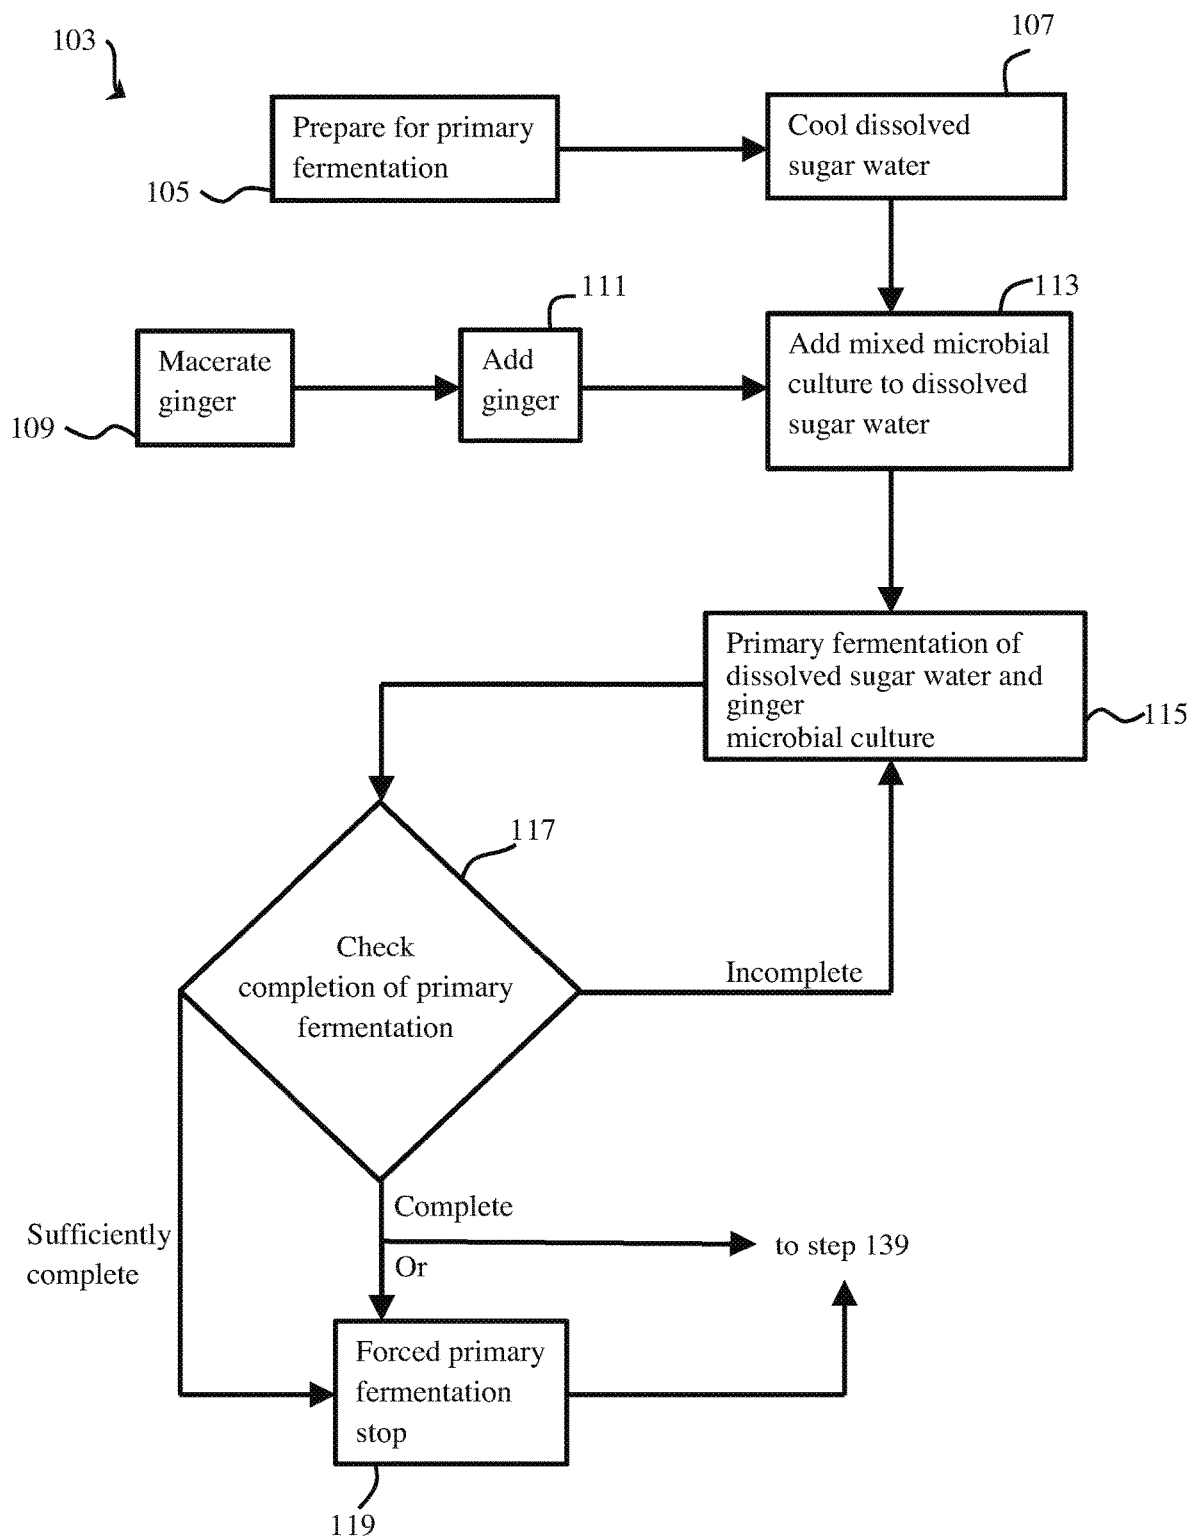 107
103
Prepare for primary
fermentation
Cool dissolved
sugar water
105
111
113
Macerate
ginger
Add
ginger
Add mixed microbial
culture to dissolved
sugar water
109
Primary fermentation of
dissolved sugar water and
ginger
microbial culture
115
117
Check
completion of primary
fermentation
Incomplete
Complete
Sufficiently
complete
to step 139
Or
Forced primary
fermentation
stop
119